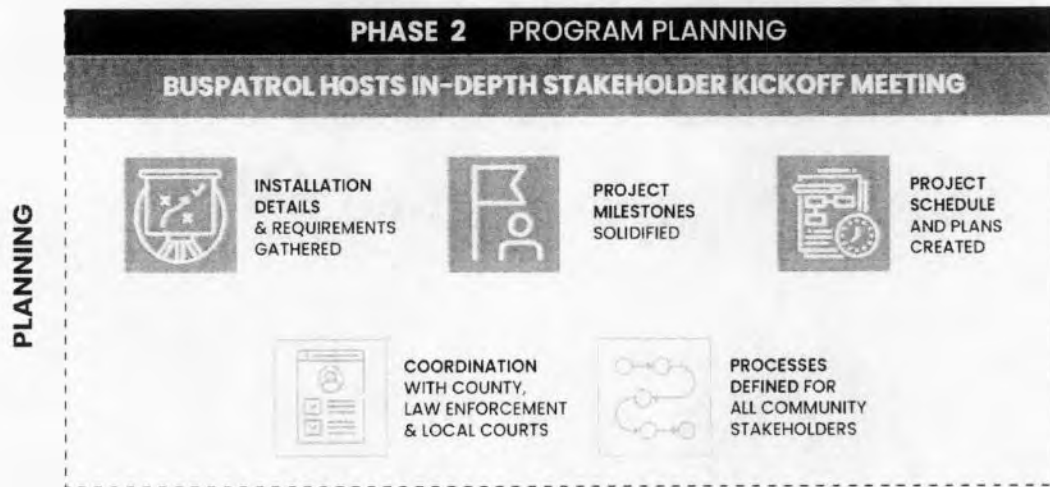 PHASE 2 PROGRAM PLANNING
BUSPATROL HOSTS IN-DEPTH STAKEHOLDER KICKOFF MEETING
PLANNING
INSTALLATION
DETAILS
& REQUIREMENTS
GATHERED
PROJECT
MILESTONES
SOLIDIFIED
PROJECT
SCHEDULE
AND PLANS
CREATED
COORDINATION
WITH COUNTY,
LAW ENFORCEMENT
& LOCAL COURTS
PROCESSES
DEFINED FOR
ALL COMMUNITY
STAKEHOLDERS